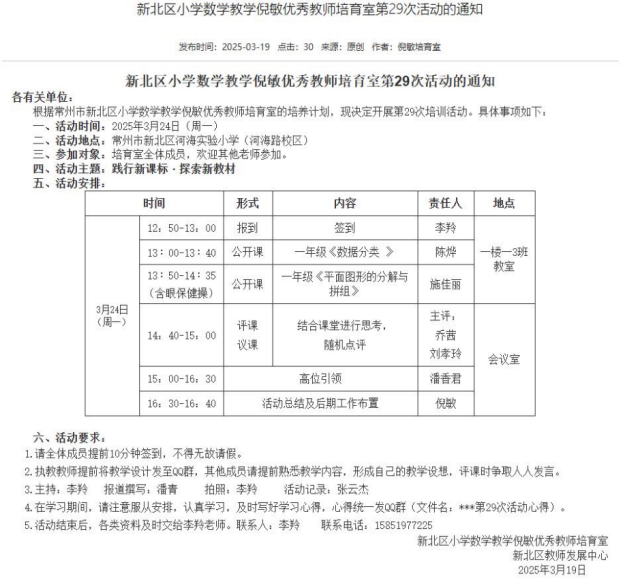 新北区小学数学教学倪敏优秀教师培育室第29次活动的通知
发布时间：2025-03-19 点击：30 来源：原创 作者：倪敏培育室
新北区小学数学教学倪敏优秀教师培育室第29次活动的通知
各有关单位：
根据常州市新北区小学数学教学倪敏优秀教师培育室的培养计划，现决定开展第29次培训活动。具体事项如下：
一、活动时间：2025年3月24日（周一）
二、活动地点：常州市新北区河海实验小学（河海路校区）
三、参加对象：培育室全体成员，欢迎其他老师参加。
四、活动主题：践行新课标·探索新教材
五、活动安排：
时间 形式 内容 责任人 地点
3月24日
（周一）
12：50-13：00 报到 签到 李羚
13：00-13：40 公开课 一年级《数据分类 》 陈烨
一楼一3班
教室
13：50-14：35
（含眼保健操）
公开课
一年级《平面图形的分解与
拼组》
施佳丽
14：40-15：00
评课
议课
结合课堂进行思考，
随机点评
主评：
乔茜
刘孝玲
会议室
15：00-16：30 高位引领 潘香君
16：30-16：40 活动总结及后期工作布置 倪敏
六、活动要求：
1.请全体成员提前10分钟签到，不得无故请假。
2.执教教师提前将教学设计发至QQ群，其他成员请提前熟悉教学内容，形成自己的教学设想，评课时争取人人发言。
3.主持：李羚 报道撰写：潘青 拍照：李羚 活动记录：张云杰
4.在学习期间，请注意服从安排，认真学习，及时写好学习心得，心得统一发QQ群（文件名：***第29次活动心得）。
5.活动结束后，各类资料及时交给李羚老师。联系人：李羚 联系电话：15851977225
新北区小学数学教学倪敏优秀教师培育室
新北区教师发展中心
2025年3月19日